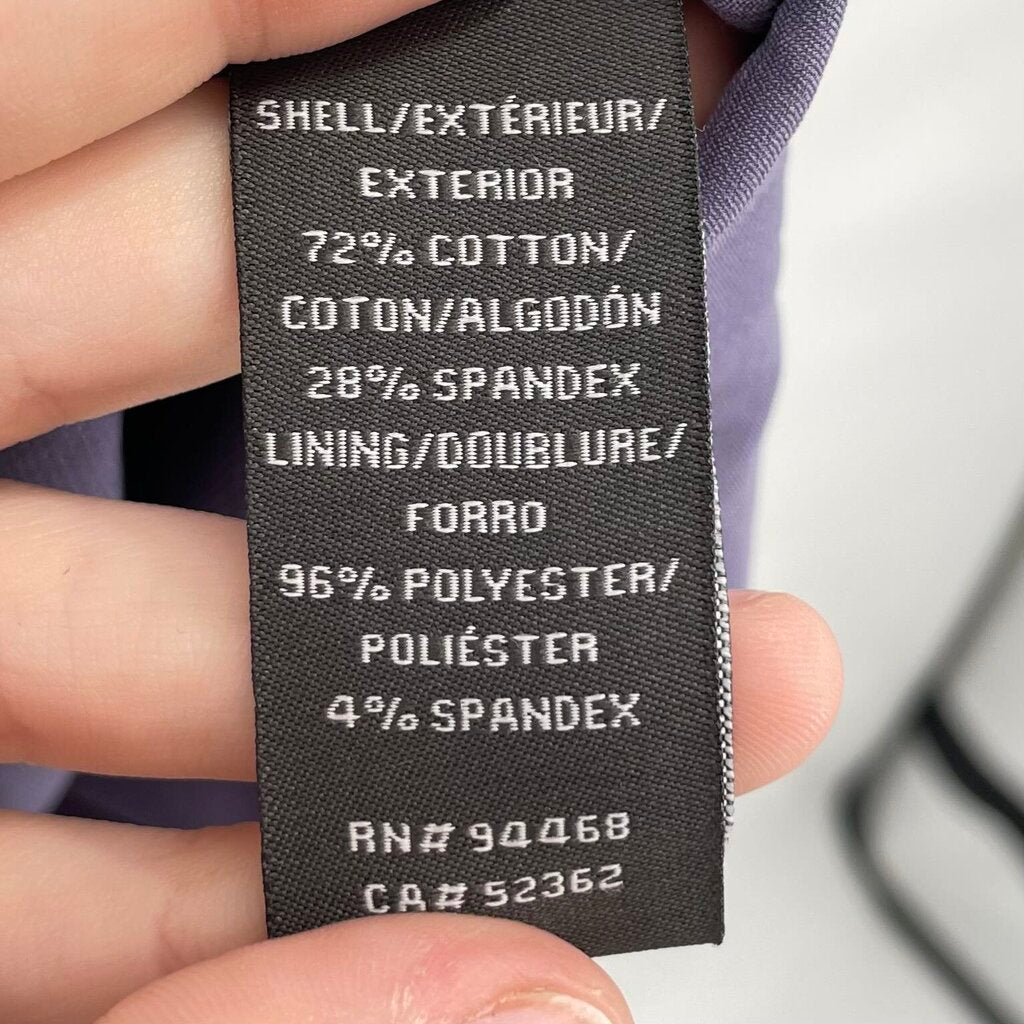 SHELL/EXTÉRIEUR/
EXTERIOR
72% COTTON/
COTON/ALGODÓN
28% SPANDEX
LINING/DOUBLURE/
FORRO
96% POLYESTER/
POLIÉSTER
4% SPANDEX
RN# 94468
CA# 52362